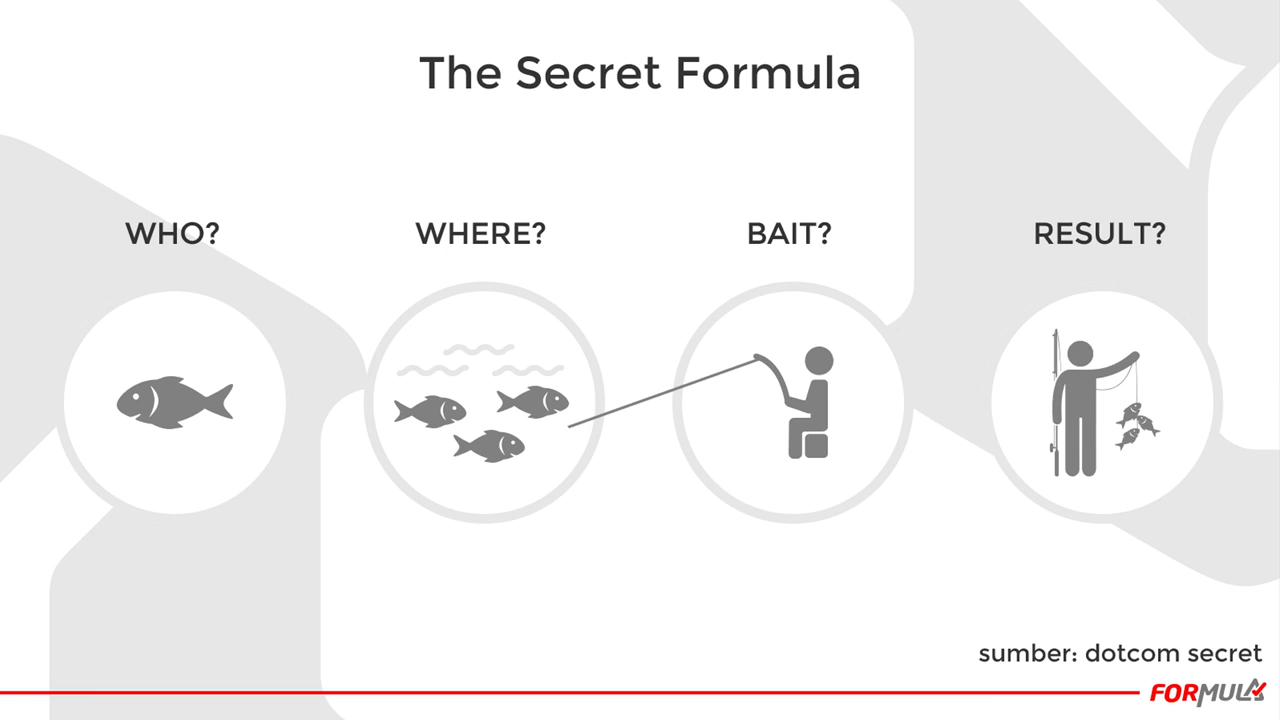 The Secret Formula
WHO?
WHERE?
BAIT?
RESULT?
sumber: dotcom secret
FORMULA